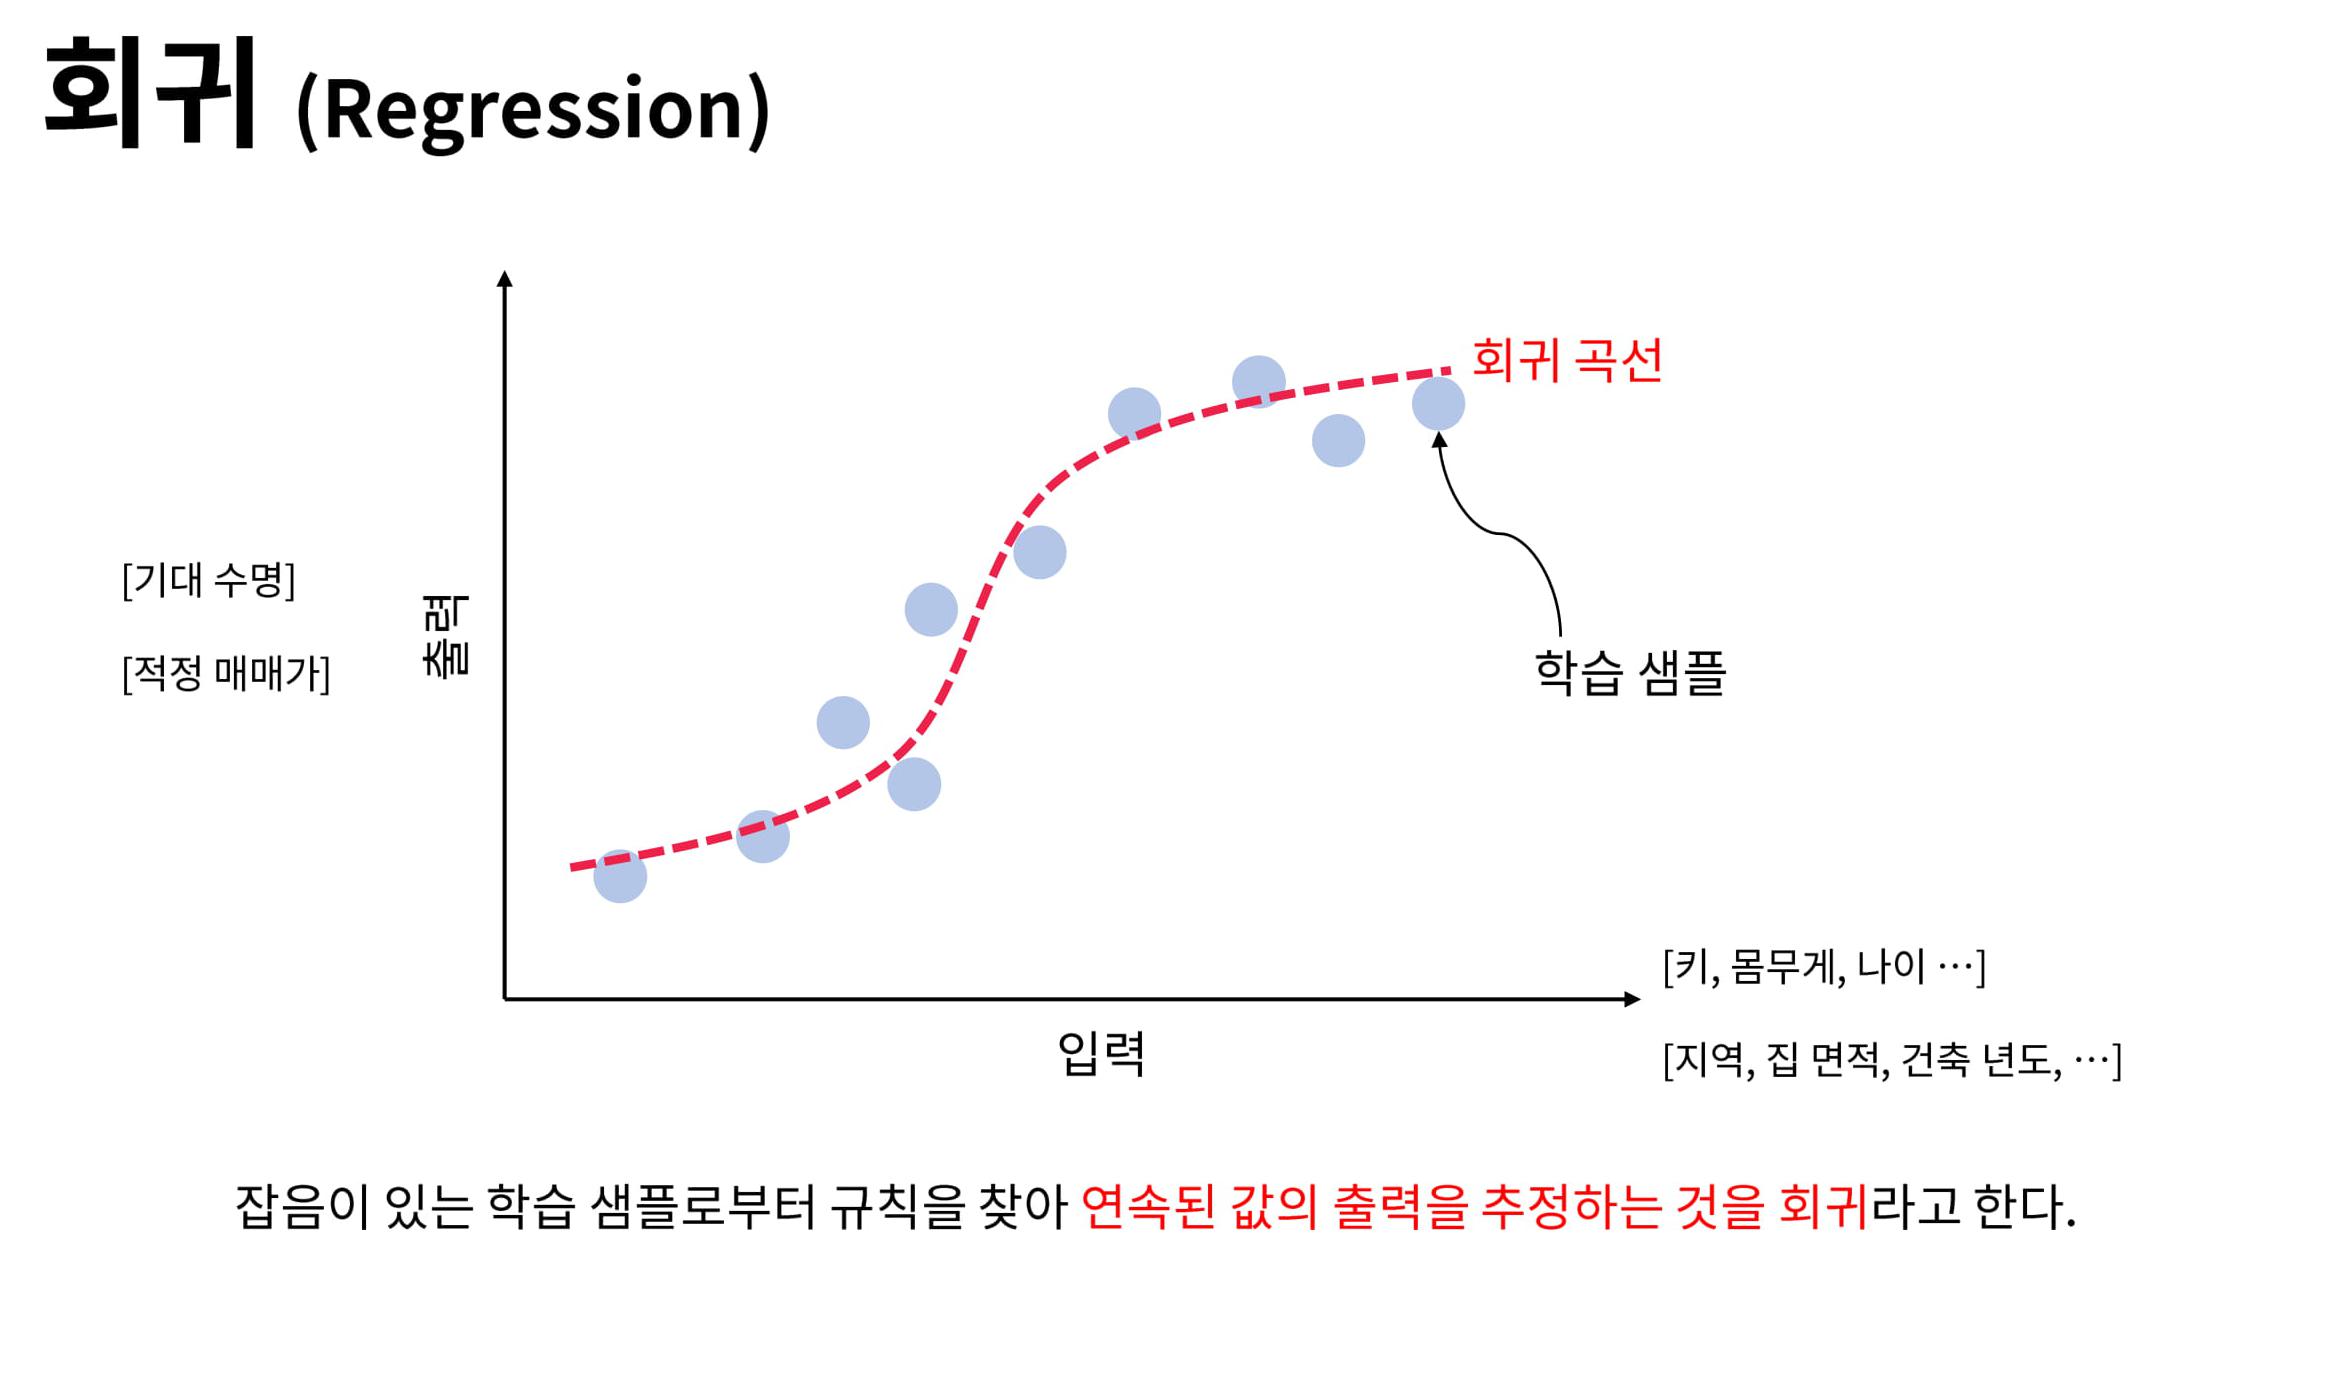 회귀 (Regression)
회귀 곡선
[기대 수명]
[적정 매매가]
출력
학습 샘플
[키, 몸무게, 나이 …]
입력
[지역, 집 면적, 건축 년도, …]
잡음이 있는 학습 샘플로부터 규칙을 찾아 연속된 값의 출력을 추정하는 것을 회귀라고 한다.